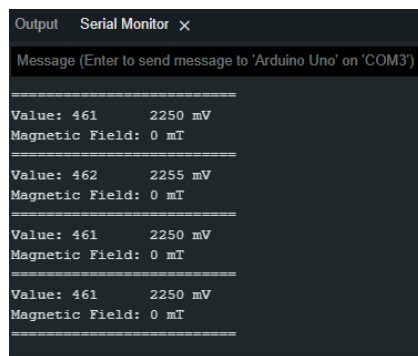 Output Serial Monitor ×
Message (Enter to send message to 'Arduino Uno' on 'COM3')
===========================
Value: 461 2250 mV
Magnetic Field: 0 mT
===========================
Value: 462 2255 mV
Magnetic Field: 0 mT
===========================
Value: 461 2250 mV
Magnetic Field: 0 mT
===========================
Value: 461 2250 mV
Magnetic Field: 0 mT
===========================